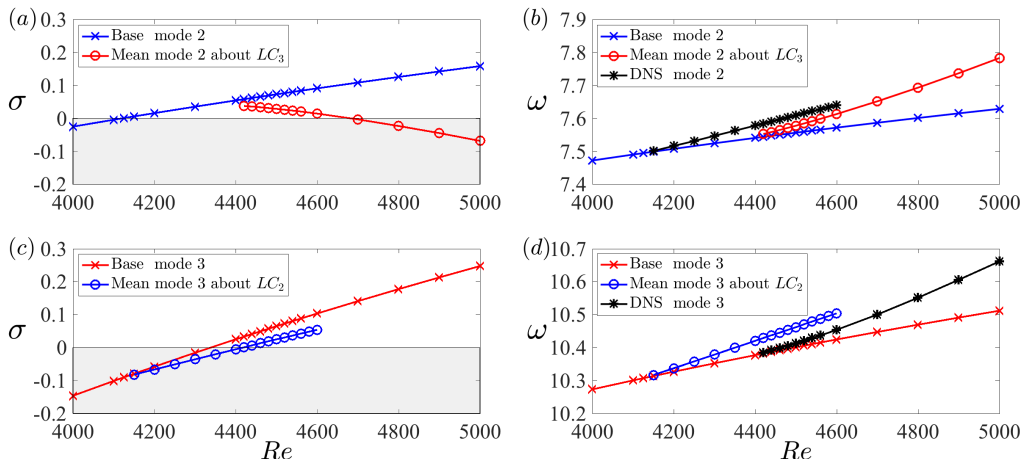 (a)
0.3
0.2
0.1
0
-0.1
-0.2
σ
Base mode 2
Mean mode 2 about LC3
4000 4200 4400 4600 4800 5000
(b)
7.9
7.8
7.7
7.6
7.5
7.4
ω
Base mode 2
Mean mode 2 about LC3
DNS mode 2
4000 4200 4400 4600 4800 5000
(c)
0.3
0.2
0.1
0
-0.1
-0.2
σ
Base mode 3
Mean mode 3 about LC2
4000 4200 4400 4600 4800 5000
Re
(d)
10.7
10.6
10.5
10.4
10.3
10.2
ω
Base mode 3
Mean mode 3 about LC2
DNS mode 3
4000 4200 4400 4600 4800 5000
Re